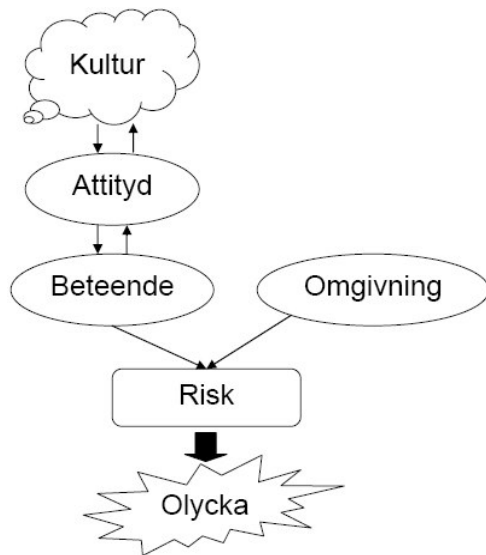 Kultur
Attityd
Beteende
Omgivning
Risk
Olycka